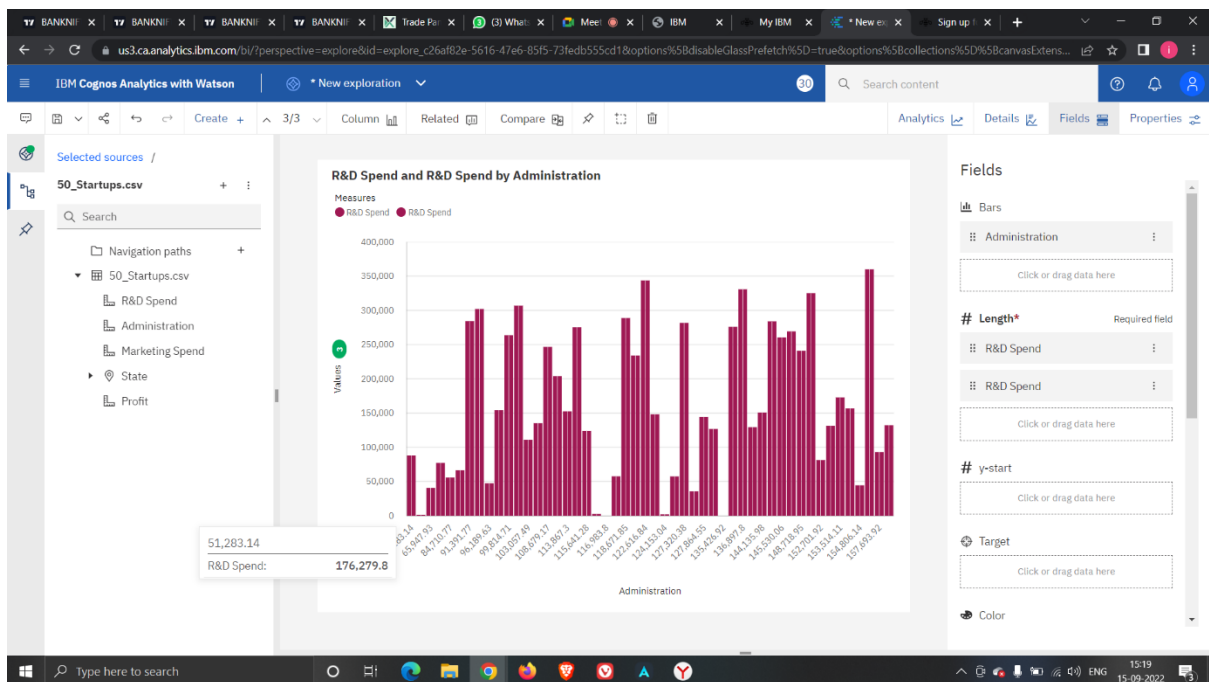 BANKNIF
BANKNIF
BANKNIF
BANKNIF
Trade Par
(3) Whats
Meet
IBM
My IBM
* New ex
Sign up f
us3.ca.analytics.ibm.com/bi/?perspective=explore&id=explore_c26af82e-5616-47e6-85f5-73fedb555cd1&options%5BdisableGlassPrefetch%5D=true&options%5Bcollections%5D%5BcanvasExtens...
IBM Cognos Analytics with Watson
* New exploration
30
Search content
Create +
3/3
Column
Related
Compare
Analytics
Details
Fields
Properties
Selected sources /
50_Startups.csv
Search
Navigation paths
50_Startups.csv
R&D Spend
Administration
Marketing Spend
State
Profit
R&D Spend and R&D Spend by Administration
Measures
R&D Spend R&D Spend
400,000
350,000
300,000
250,000
200,000
150,000
100,000
50,000
0
Values
65,947.93
84,710.77
91,391.77
96,189.63
99,814.71
103,057.49
108,679.17
113,867.3
115,641.28
116,983.8
118,671.85
122,616.84
124,153.04
127,320.38
127,864.55
135,426.92
136,897.8
144,135.98
145,530.06
148,718.95
152,701.92
153,514.11
154,806.14
157,693.92
Administration
51,283.14
R&D Spend: 176,279.8
Fields
Bars
Administration
Click or drag data here
# Length* Required field
R&D Spend
R&D Spend
Click or drag data here
# y-start
Click or drag data here
Target
Click or drag data here
Color
Type here to search
ENG
15:19
15-09-2022